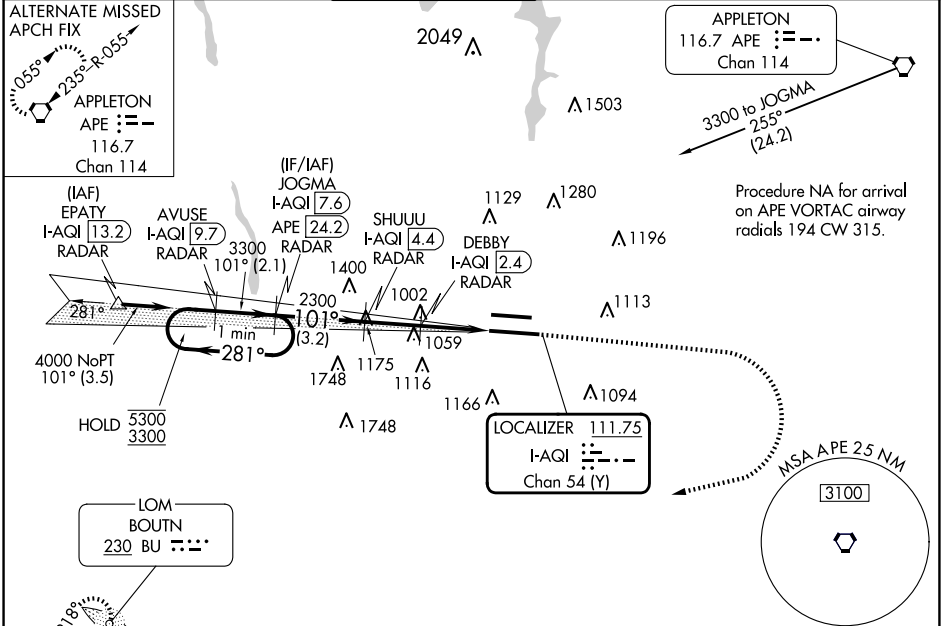 ALTERNATE MISSED
APCH FIX
055°
235°
R-055
APPLETON
APE
116.7
Chan 114
2049
1503
APPLETON
116.7 APE
Chan 114
3300 to JOGMA
255°
(24.2)
Procedure NA for arrival
on APE VORTAC airway
radials 194 CW 315.
(IAF)
EPATY
I-AQI 13.2
RADAR
AVUSE
I-AQI 9.7
RADAR
3300
101° (2.1)
(IF/IAF)
JOGMA
I-AQI 7.6
APE 24.2
RADAR
SHUUU
I-AQI 4.4
RADAR
DEBBY
I-AQI 2.4
RADAR
1129
1280
1196
1113
1400
1002
2300
101°
(3.2)
281°
1 min
281°
4000 NoPT
101° (3.5)
HOLD 5300
3300
1059
1175
1748
1116
1748
1166
1094
LOCALIZER 111.75
I-AQI
Chan 54 (Y)
MSA APE 25 NM
3100
LOM
BOUTN
230 BU